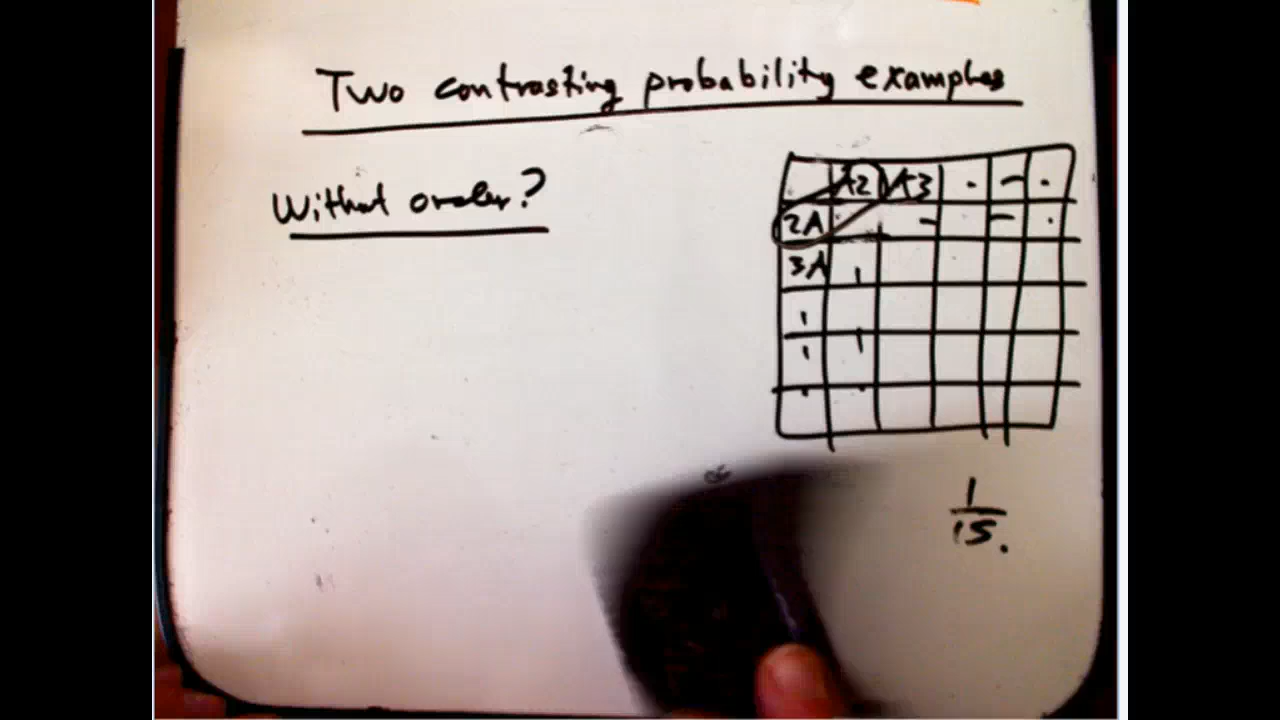 Two contrasting probability examples
Without order?
A2 A3 . - .
2A - - .
3A
1
15.